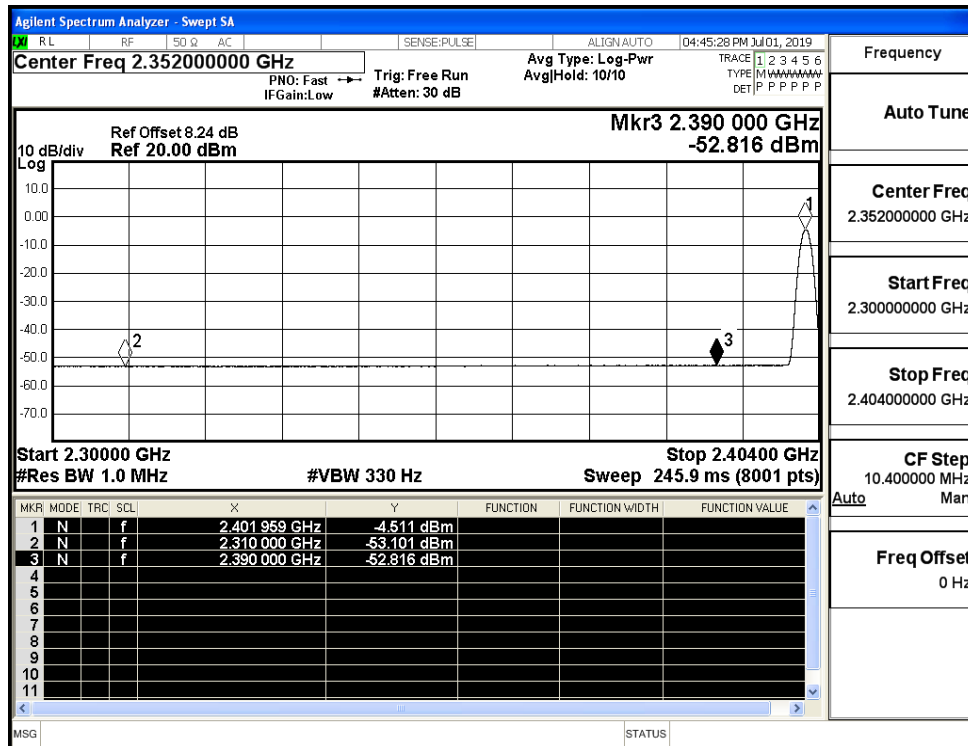 Agilent Spectrum Analyzer - Swept SA
LXI RL RF 50 Ω AC SENSE:PULSE ALIGN AUTO 04:45:28 PM Jul 01, 2019
Center Freq 2.352000000 GHz
PNO: Fast
IFGain:Low
Trig: Free Run
#Atten: 30 dB
Avg Type: Log-Pwr
Avg|Hold: 10/10
TRACE 1 2 3 4 5 6
TYPE M WWWWW
DET P P P P P P
Ref Offset 8.24 dB
Ref 20.00 dBm
10 dB/div
Log
Mkr3 2.390 000 GHz
-52.816 dBm
10.0
0.00
-10.0
-20.0
-30.0
-40.0
-50.0
-60.0
-70.0
1
2
3
Start 2.30000 GHz Stop 2.40400 GHz
#Res BW 1.0 MHz #VBW 330 Hz Sweep 245.9 ms (8001 pts)
MKR MODE TRC SCL X Y FUNCTION FUNCTION WIDTH FUNCTION VALUE
1 N f 2.401 959 GHz -4.511 dBm
2 N f 2.310 000 GHz -53.101 dBm
3 N f 2.390 000 GHz -52.816 dBm
4
5
6
7
8
9
10
11
MSG STATUS
Frequency
Auto Tune
Center Freq
2.352000000 GHz
Start Freq
2.300000000 GHz
Stop Freq
2.404000000 GHz
CF Step
10.400000 MHz
Auto Man
Freq Offset
0 Hz